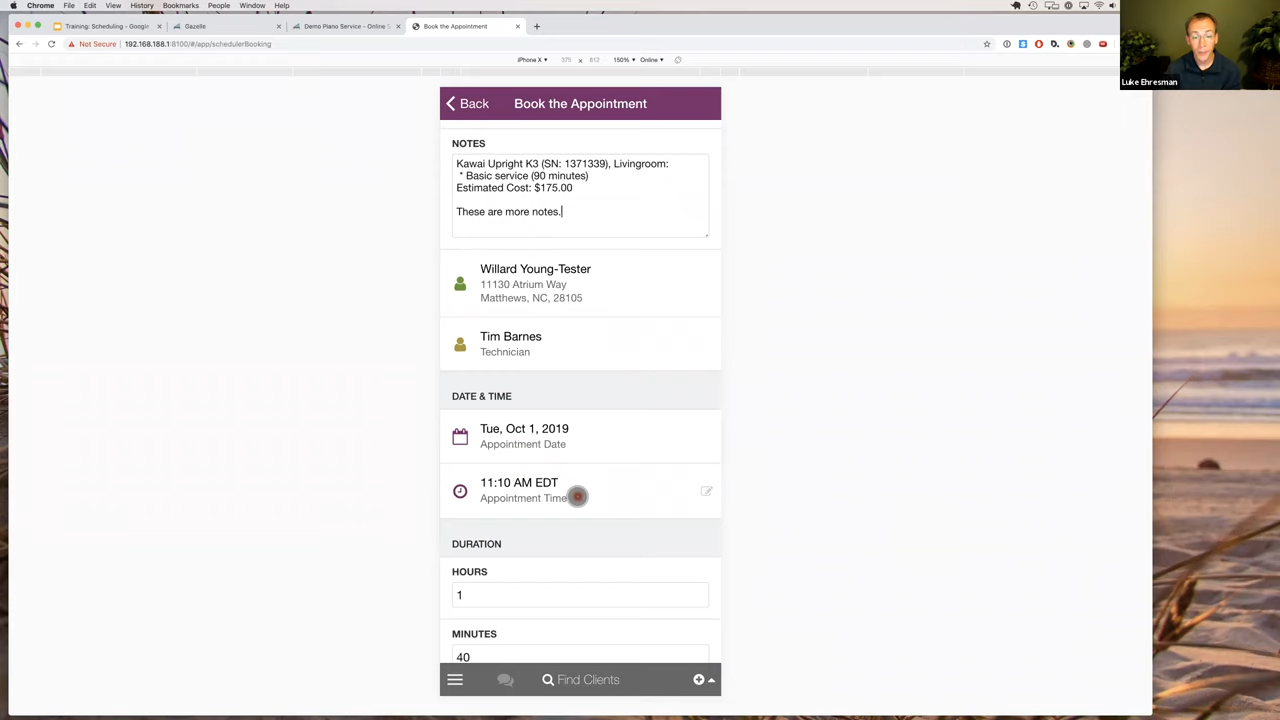 Chrome File Edit View History Bookmarks People Window Help
Training: Scheduling - Google
Gazelle
Demo Piano Service - Online S
Book the Appointment
Not Secure | 192.168.188.1:8100/#/app/schedulerBooking
iPhone X ▾ 375 × 812 150% ▾ Online ▾
Luke Ehresman
Back
Book the Appointment
NOTES
Kawai Upright K3 (SN: 1371339), Livingroom:
* Basic service (90 minutes)
Estimated Cost: $175.00
These are more notes.
Willard Young-Tester
11130 Atrium Way
Matthews, NC, 28105
Tim Barnes
Technician
DATE & TIME
Tue, Oct 1, 2019
Appointment Date
11:10 AM EDT
Appointment Time
DURATION
HOURS
1
MINUTES
40
Find Clients